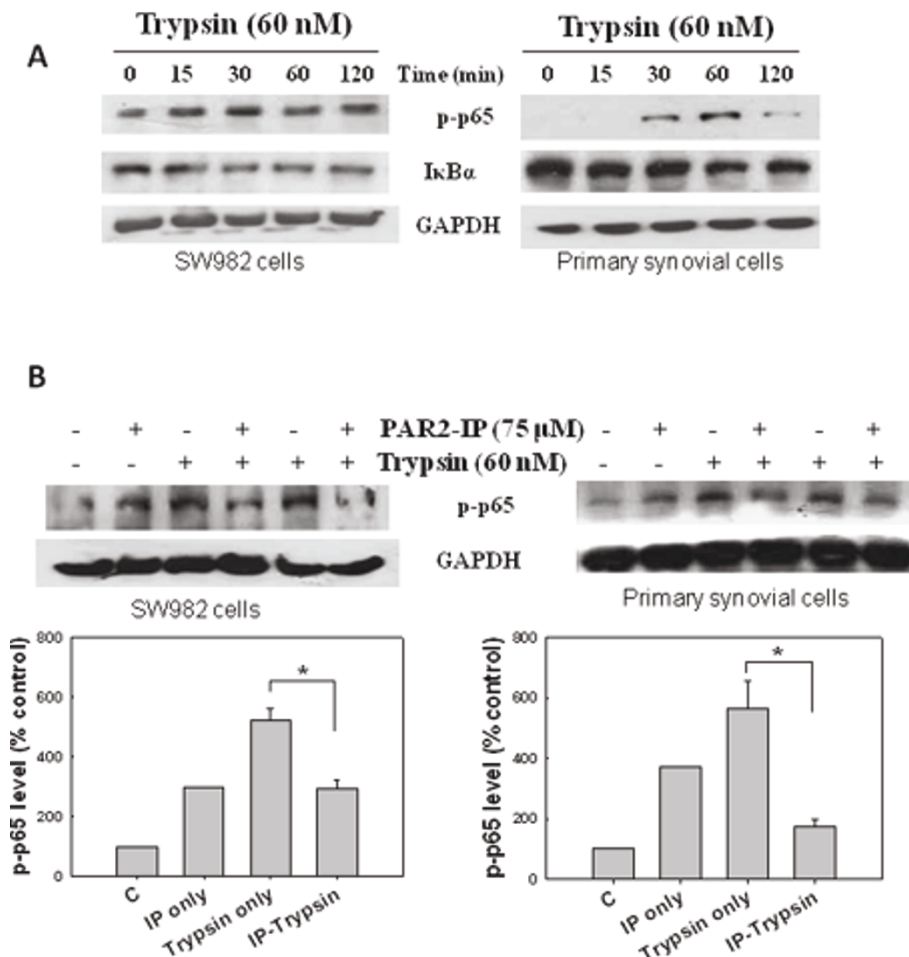 A
Trypsin (60 nM)
Trypsin (60 nM)
0 15 30 60 120 Time (min) 0 15 30 60 120
p-p65
IκBα
GAPDH
SW982 cells
Primary synovial cells
B
- + - + - + PAR2-IP (75 μM) - + - + - +
- - + + + + Trypsin (60 nM) - - + + + +
p-p65
GAPDH
SW982 cells
Primary synovial cells
p-p65 level (% control)
800
600
400
200
0
*
C
IP only
Trypsin only
IP-Trypsin
p-p65 level (% control)
800
600
400
200
0
*
C
IP only
Trypsin only
IP-Trypsin